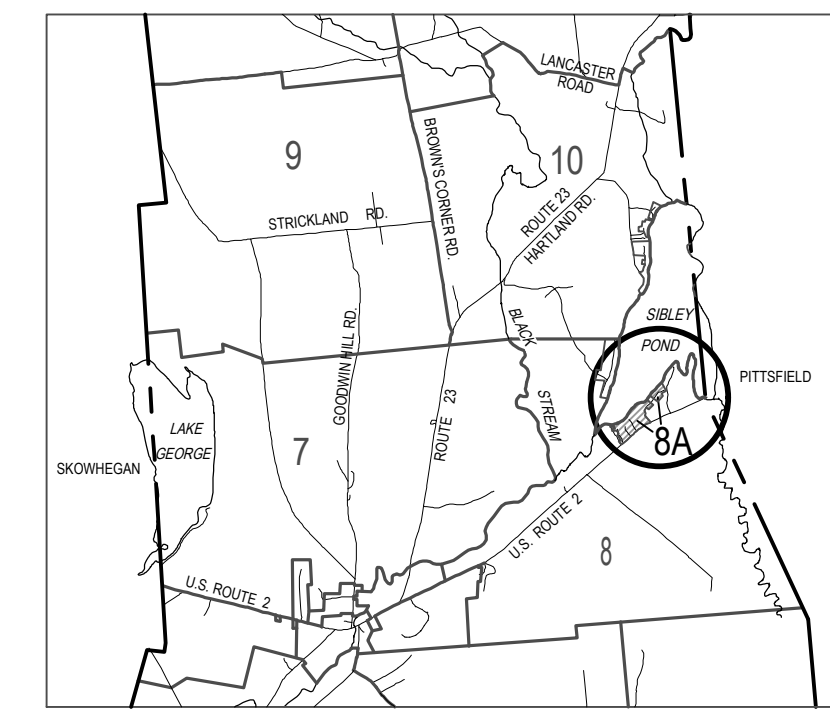 LANCASTER
ROAD
9
BROWN'S CORNER RD.
10
STRICKLAND RD.
ROUTE 23
HARTLAND RD.
GOODWIN HILL RD.
BLACK
STREAM
SIBLEY
POND
PITTSFIELD
LAKE
GEORGE
SKOWHEGAN
7
ROUTE 23
8A
U.S. ROUTE 2
8
U.S. ROUTE 2